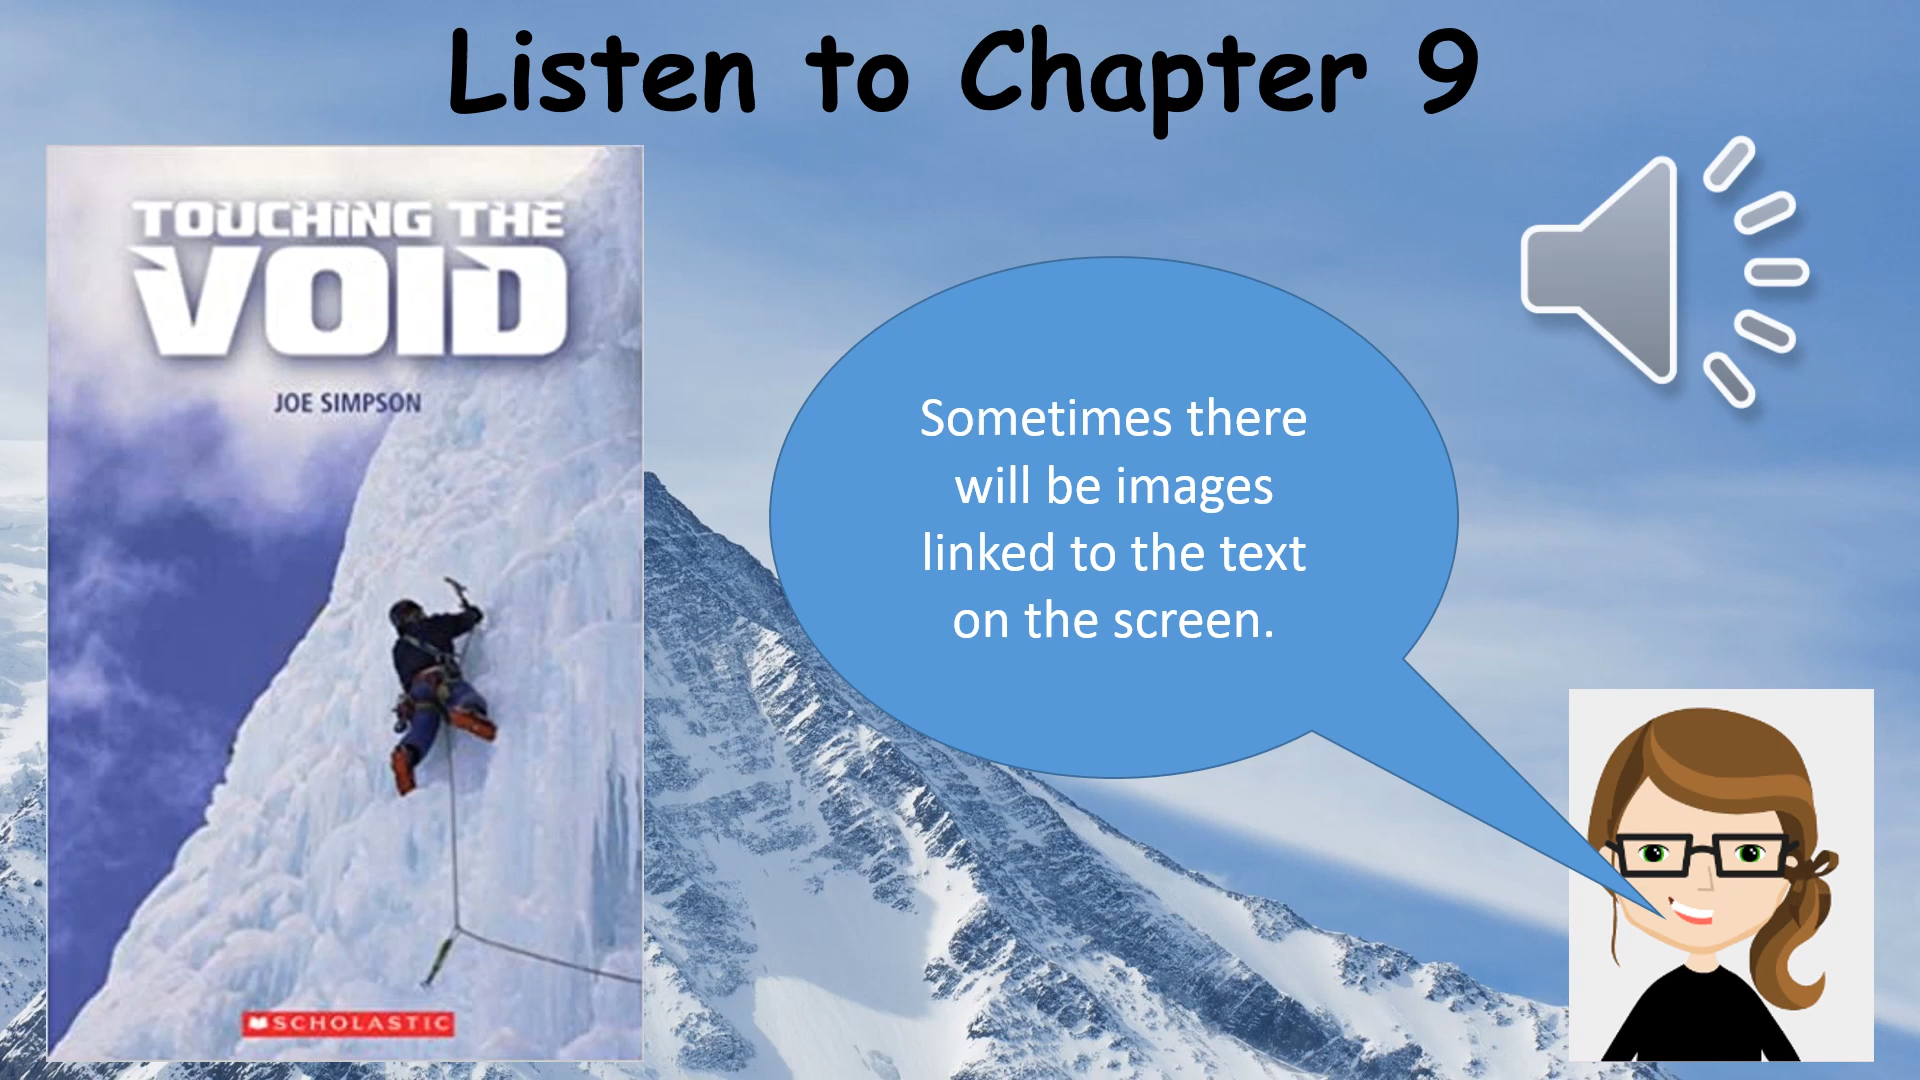 Listen to Chapter 9
TOUCHING THE
VOID
JOE SIMPSON
SCHOLASTIC
Sometimes there
will be images
linked to the text
on the screen.